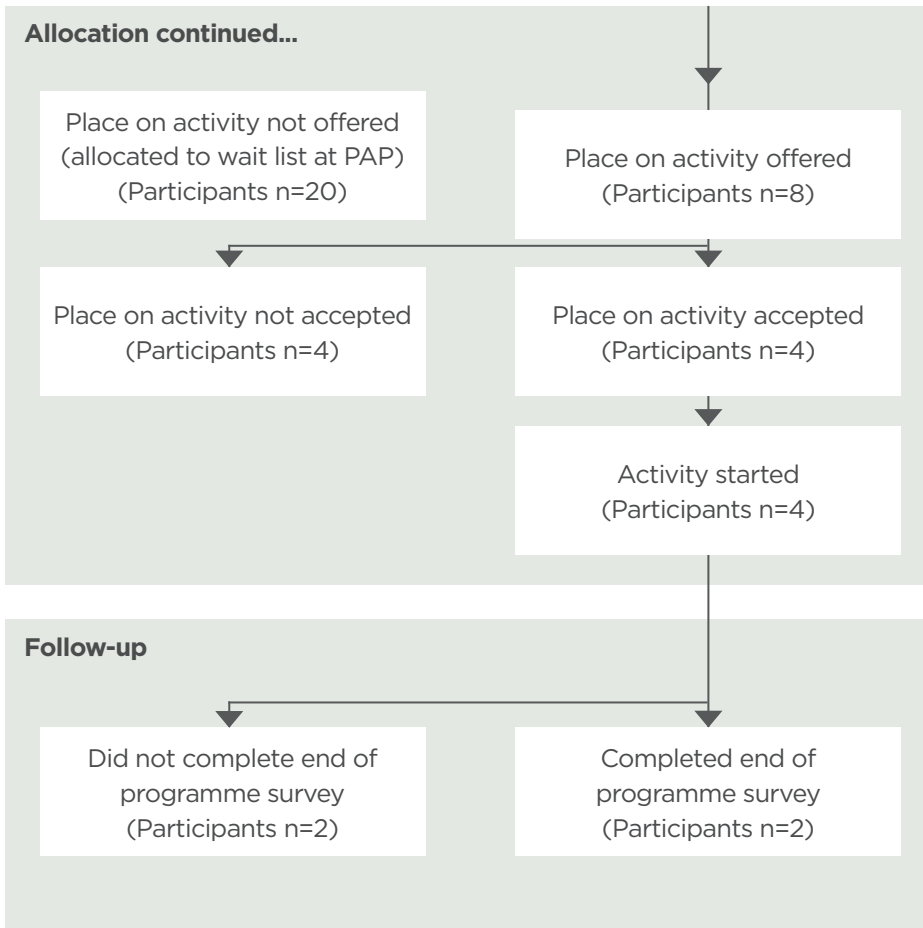 Allocation continued...
Place on activity not offered
(allocated to wait list at PAP)
(Participants n=20)
Place on activity offered
(Participants n=8)
Place on activity not accepted
(Participants n=4)
Place on activity accepted
(Participants n=4)
Activity started
(Participants n=4)
Follow-up
Did not complete end of
programme survey
(Participants n=2)
Completed end of
programme survey
(Participants n=2)